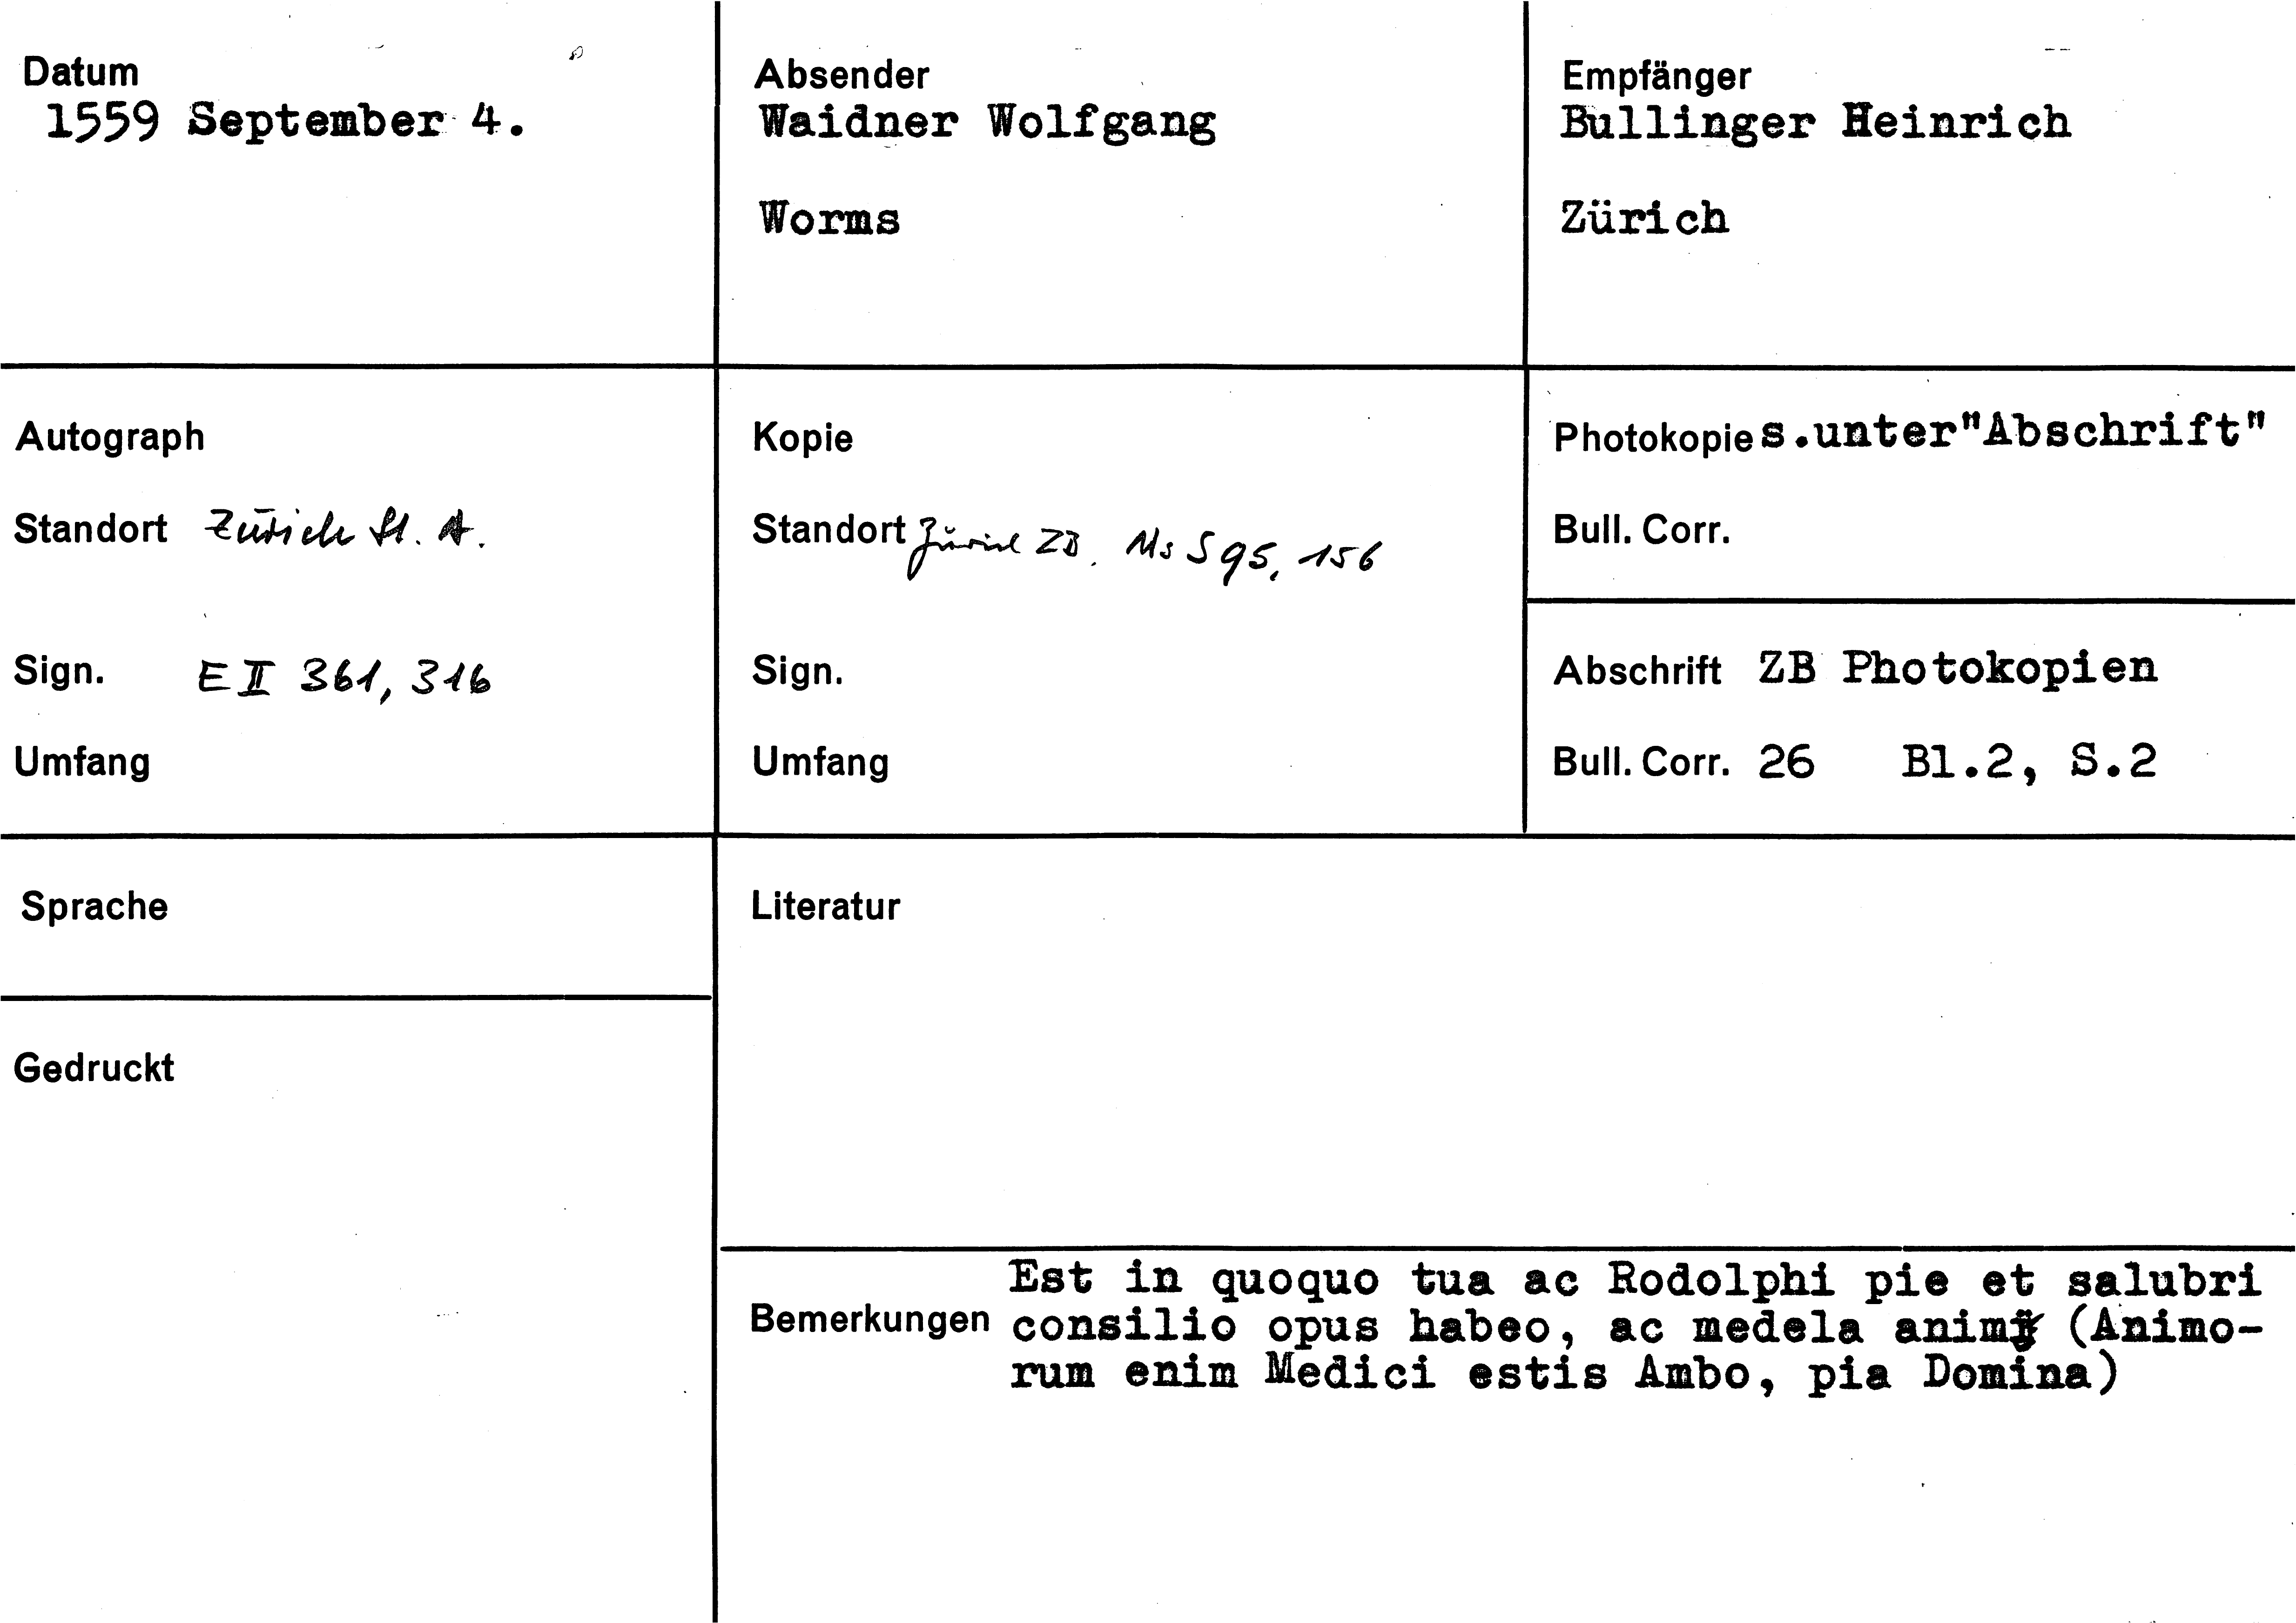 Datum
1559 September 4.
Absender
Waidner Wolfgang
Worms
Empfänger
Bullinger Heinrich
Zürich
Autograph
Standort Zürich St. A.
Sign. E II 361, 316
Umfang
Kopie
Standort Zürich ZB. Ms S 95, 156
Sign.
Umfang
Photokopie s.unter"Abschrift"
Bull. Corr.
Abschrift ZB Photokopien
Bull. Corr. 26 Bl.2, S.2
Sprache
Gedruckt
Literatur
Bemerkungen
Est in quoquo tua ac Rodolphi pie et salubri
consilio opus habeo, ac medela (Animo-
rum enim Medici estis Ambo, pia Domina)